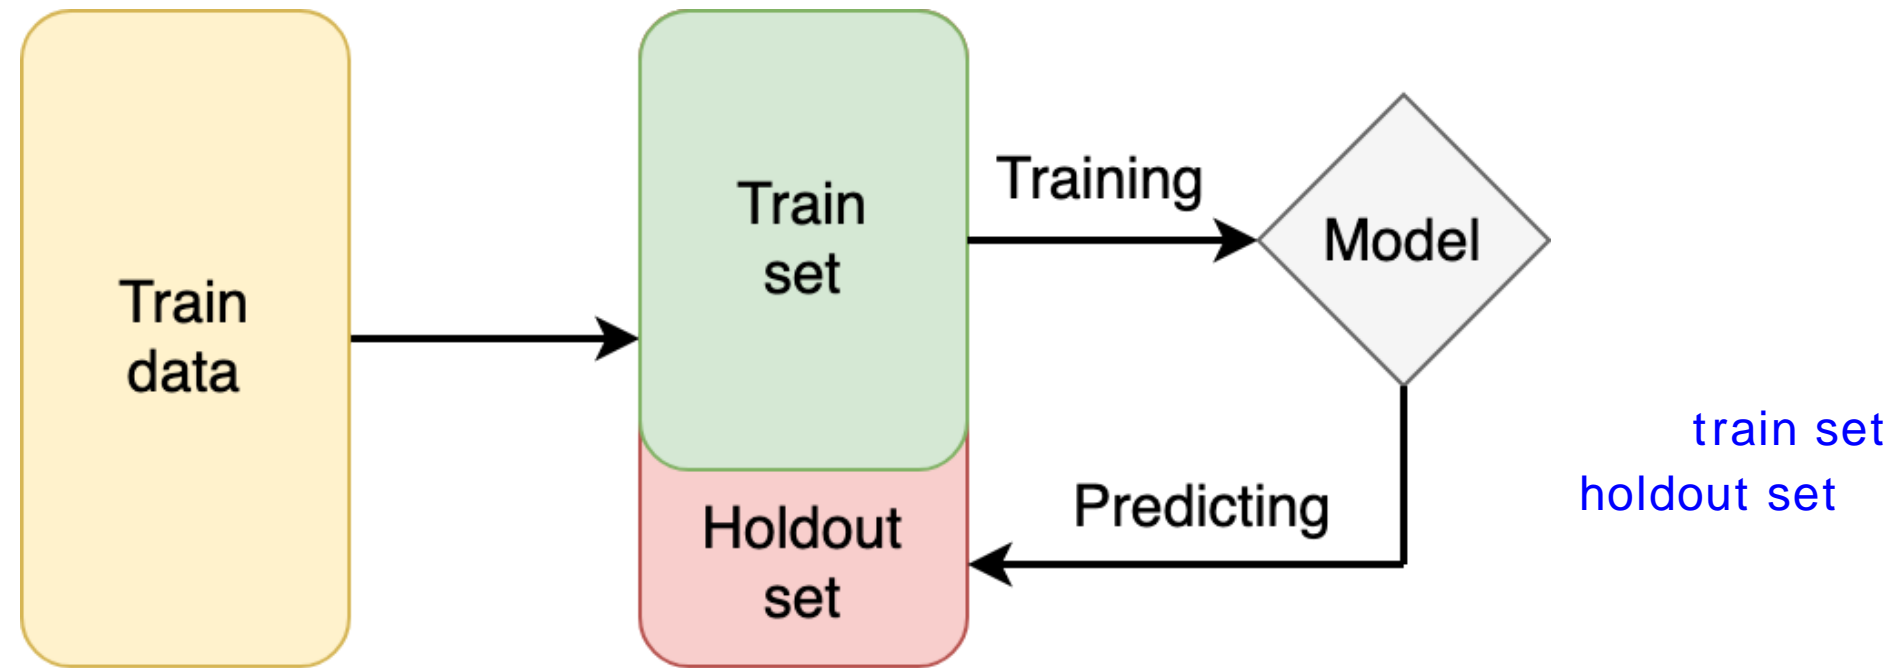 Train
data
Train
set
Holdout
set
Training
Model
Predicting
train set
holdout set